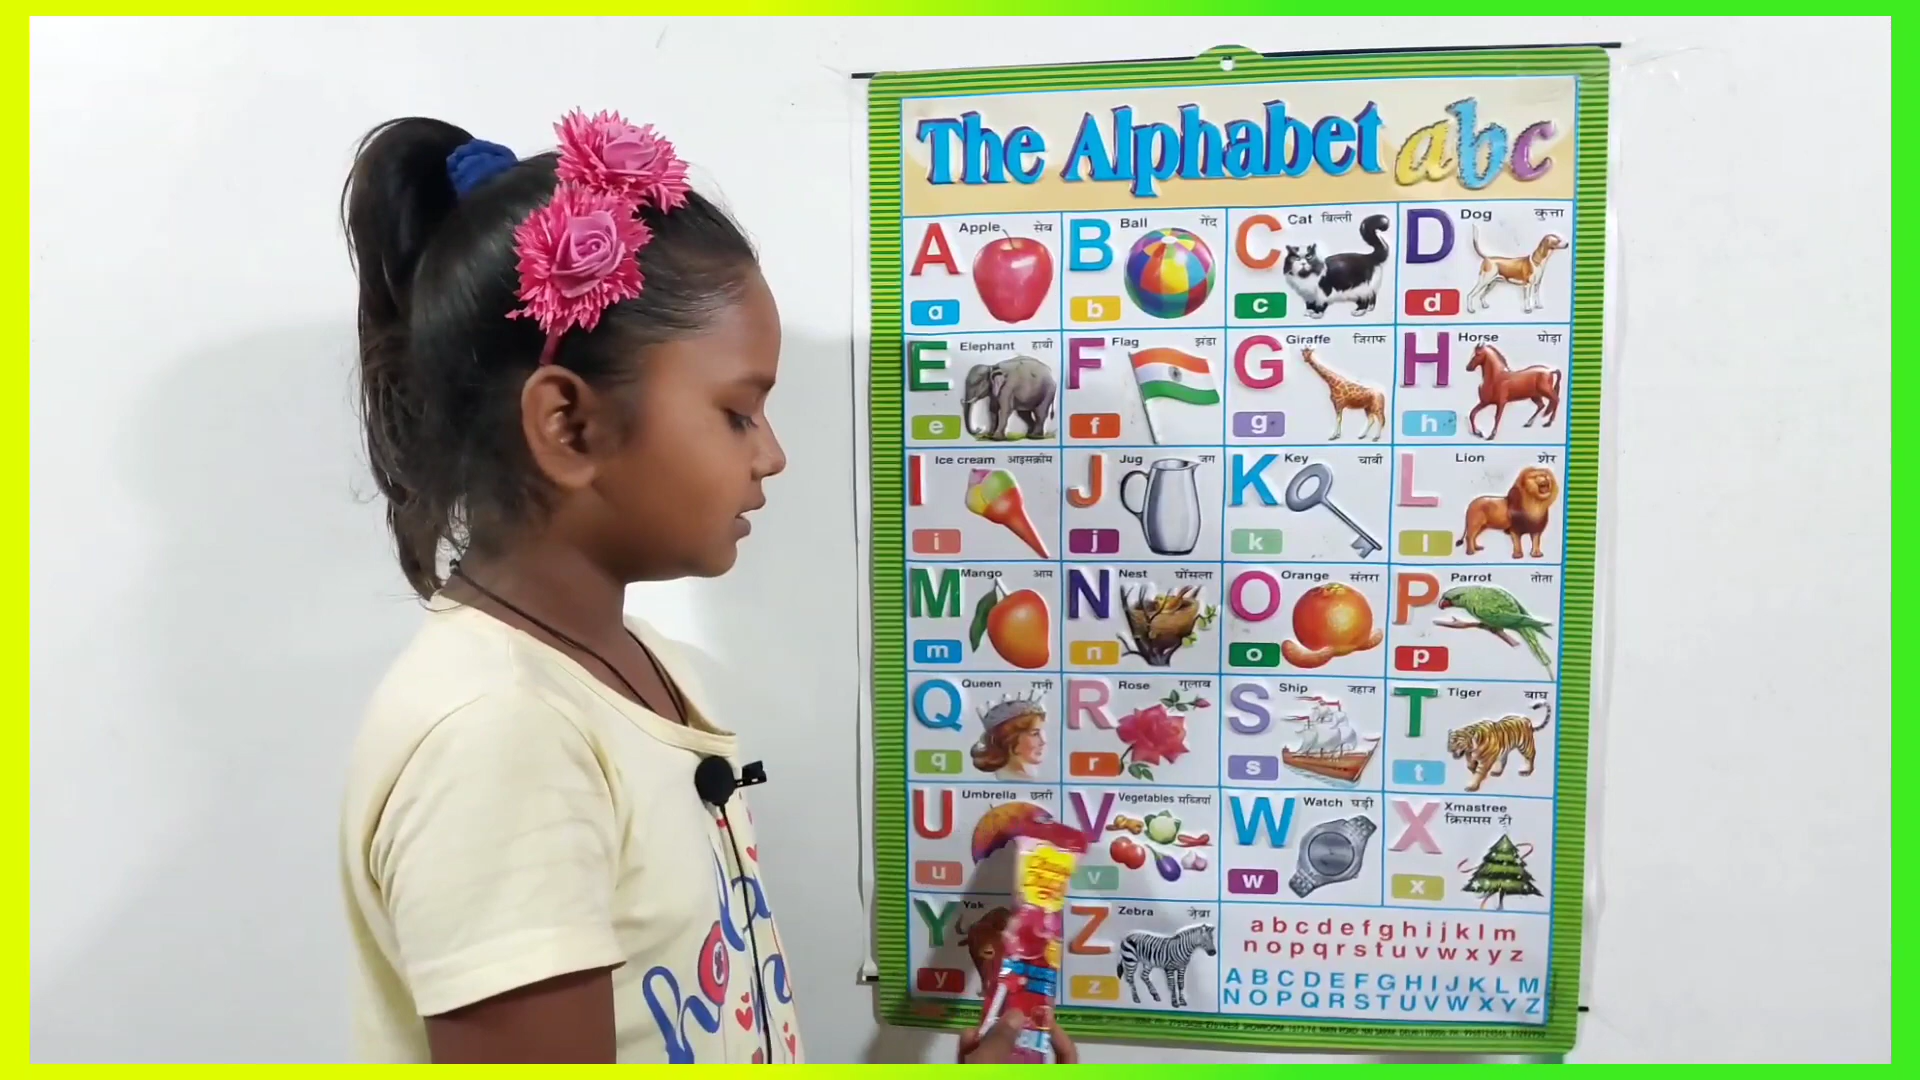 The Alphabet abc
A Apple सेब a
B Ball गेंद b
C Cat बिल्ली c
D Dog कुत्ता d
E Elephant हाथी e
F Flag झंडा f
G Giraffe जिराफ g
H Horse घोड़ा h
I Ice cream आइसक्रीम i
J Jug जग j
K Key चाबी k
L Lion शेर l
M Mango आम m
N Nest घोंसला n
O Orange संतरा o
P Parrot तोता p
Q Queen रानी q
R Rose गुलाब r
S Ship जहाज s
T Tiger बाघ t
U Umbrella छतरी u
V Vegetables सब्जियां v
W Watch घड़ी w
X Xmastree
क्रिसमस ट्री x
Y Yak y
Z Zebra ज़ेब्रा z
a b c d e f g h i j k l m
n o p q r s t u v w x y z
A B C D E F G H I J K L M
N O P Q R S T U V W X Y Z